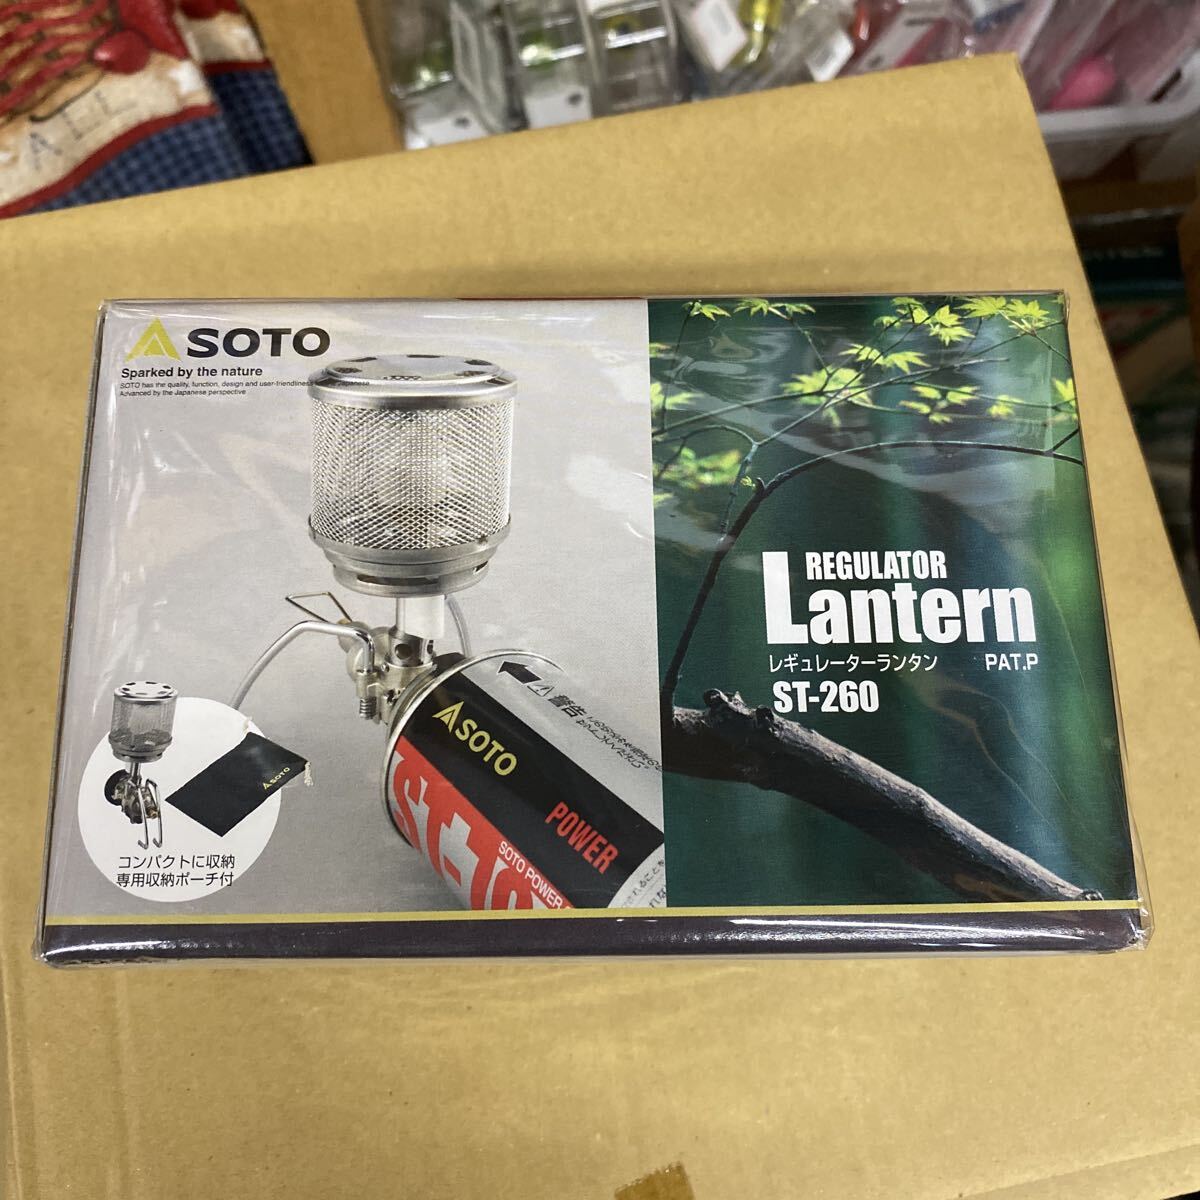 ALL
SOTO
Sparked by the nature
SOTO has the quality, function, design and user-friendliness
Japanese
Advanced by the Japanese perspective
REGULATOR
Lantern
レギュレーターランタン PAT.P
ST-260
警告
SOTO
POWER
SOTO POWER
SOTO
コンパクトに収納
専用収納ポーチ付